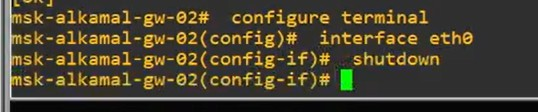 msk-alkamal-gw-02# configure terminal
msk-alkamal-gw-02(config)# interface eth0
msk-alkamal-gw-02(config-if)# shutdown
msk-alkamal-gw-02(config-if)#